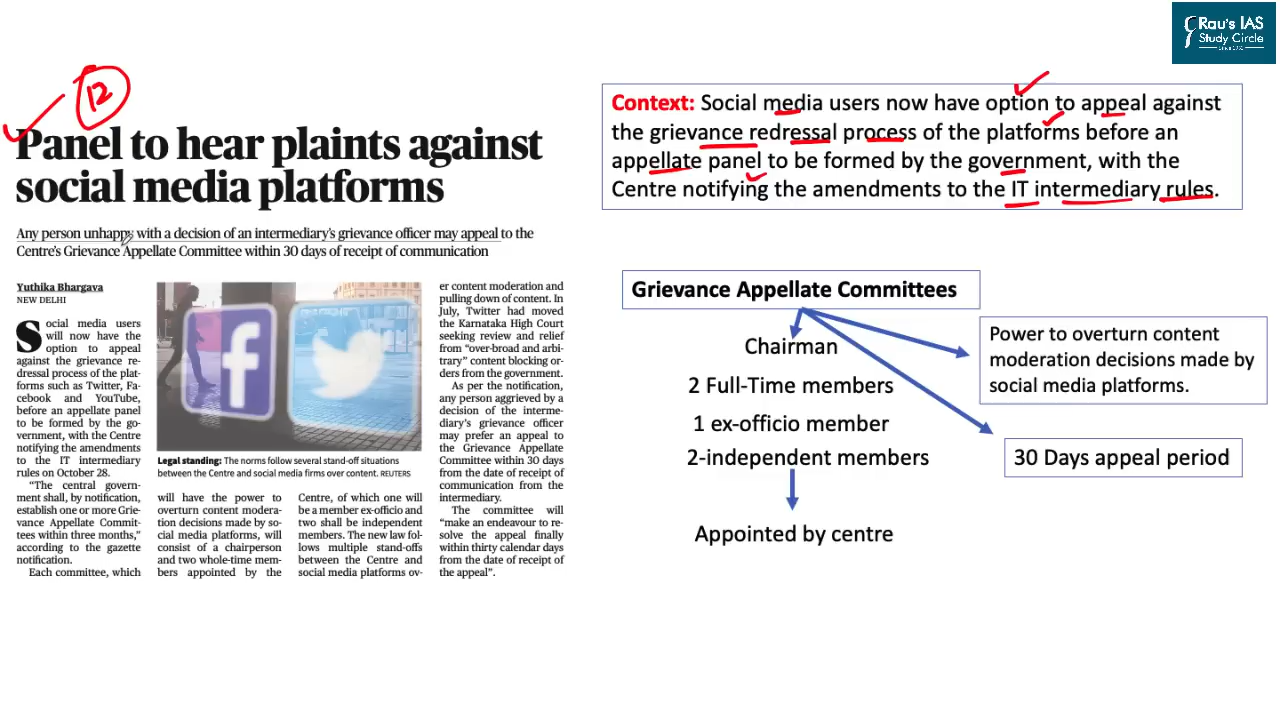 Rau's IAS
Study Circle
12
Panel to hear plaints against
social media platforms
Any person unhappy with a decision of an intermediary's grievance officer may appeal to the
Centre's Grievance Appellate Committee within 30 days of receipt of communication
Yuthika Bhargava
NEW DELHI
Social media users
will now have the
option to appeal
against the grievance re-
dressal process of the plat-
forms such as Twitter, Fa-
cebook and YouTube,
before an appellate panel
to be formed by the go-
vernment, with the Centre
notifying the amendments
to the IT intermediary
rules on October 28.
"The central govern-
ment shall, by notification,
establish one or more Grie-
vance Appellate Commit-
tees within three months,"
according to the gazette
notification.
Each committee, which
Legal standing: The norms follow several stand-off situations
between the Centre and social media firms over content. REUTERS
will have the power to
overturn content modera-
tion decisions made by so-
cial media platforms, will
consist of a chairperson
and two whole-time mem-
bers appointed by the
Centre, of which one will
be a member ex-officio and
two shall be independent
members. The new law fol-
lows multiple stand-offs
between the Centre and
social media platforms ov-
er content moderation and
pulling down of content. In
July, Twitter had moved
the Karnataka High Court
seeking review and relief
from "over-broad and arbi-
trary" content blocking or-
ders from the government.
As per the notification,
any person aggrieved by a
decision of the interme-
diary's grievance officer
may prefer an appeal to
the Grievance Appellate
Committee within 30 days
from the date of receipt of
communication from the
intermediary.
The committee will
"make an endeavour to re-
solve the appeal finally
within thirty calendar days
from the date of receipt of
the appeal".
Context: Social media users now have option to appeal against
the grievance redressal process of the platforms before an
appellate panel to be formed by the government, with the
Centre notifying the amendments to the IT intermediary rules.
Grievance Appellate Committees
Chairman
2 Full-Time members
1 ex-officio member
2-independent members
Appointed by centre
Power to overturn content
moderation decisions made by
social media platforms.
30 Days appeal period